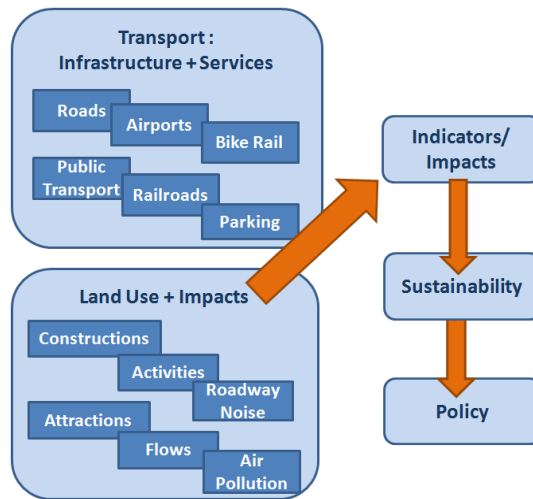 Transport :
Infrastructure + Services
Roads
Airports
Bike Rail
Public
Transport
Railroads
Parking
Land Use + Impacts
Constructions
Activities
Roadway
Noise
Attractions
Flows
Air
Pollution
Indicators/
Impacts
Sustainability
Policy